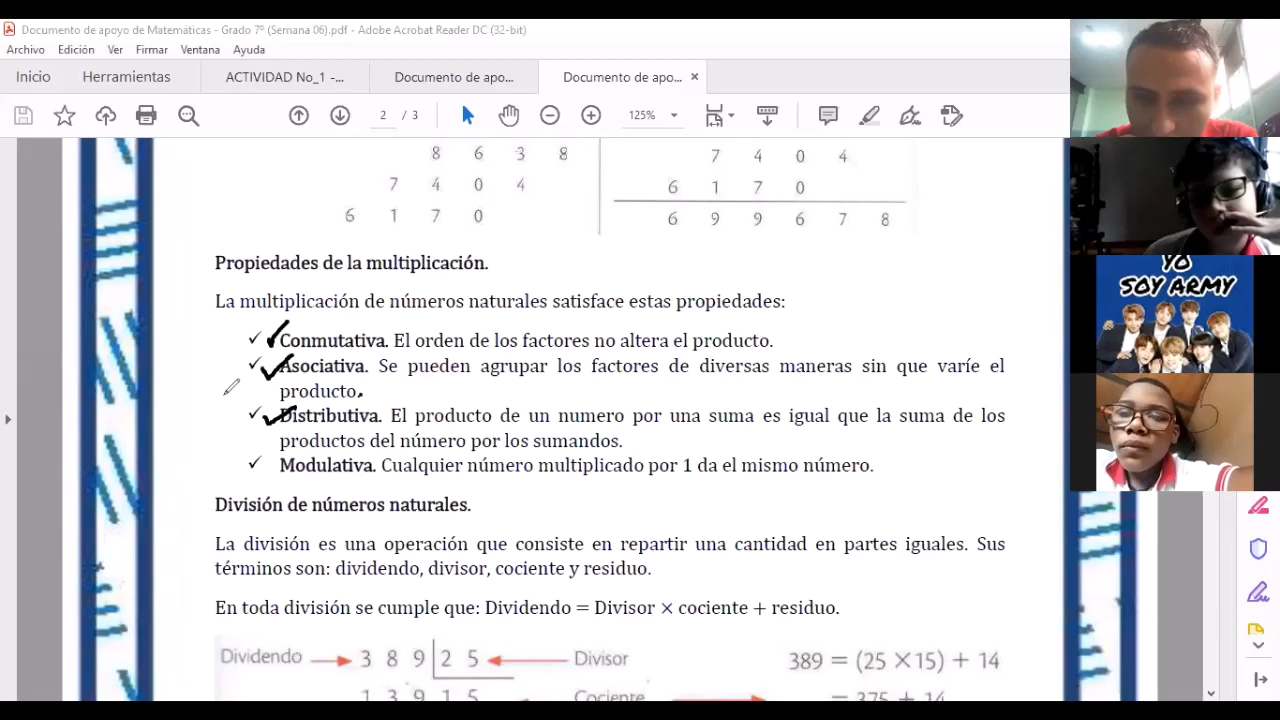 Documento de apoyo de Matemáticas - Grado 7º (Semana 06).pdf - Adobe Acrobat Reader DC (32-bit)
Archivo Edición Ver Firmar Ventana Ayuda
Inicio Herramientas ACTIVIDAD No_1 -... Documento de apo... Documento de apo... ×
2 / 3 125%
8 6 3 8 7 4 0 4
7 4 0 4 6 1 7 0
6 1 7 0 6 9 9 6 7 8
Propiedades de la multiplicación.
La multiplicación de números naturales satisface estas propiedades:
✓ Conmutativa. El orden de los factores no altera el producto.
✓ Asociativa. Se pueden agrupar los factores de diversas maneras sin que varíe el
producto.
✓ Distributiva. El producto de un numero por una suma es igual que la suma de los
productos del número por los sumandos.
✓ Modulativa. Cualquier número multiplicado por 1 da el mismo número.
División de números naturales.
La división es una operación que consiste en repartir una cantidad en partes iguales. Sus
términos son: dividendo, divisor, cociente y residuo.
En toda división se cumple que: Dividendo = Divisor × cociente + residuo.
Dividendo 3 8 9 2 5 Divisor 389 = (25 ×15) + 14
1 3 9 1 5 Cociente = 375 + 14
YO
SOY ARMY